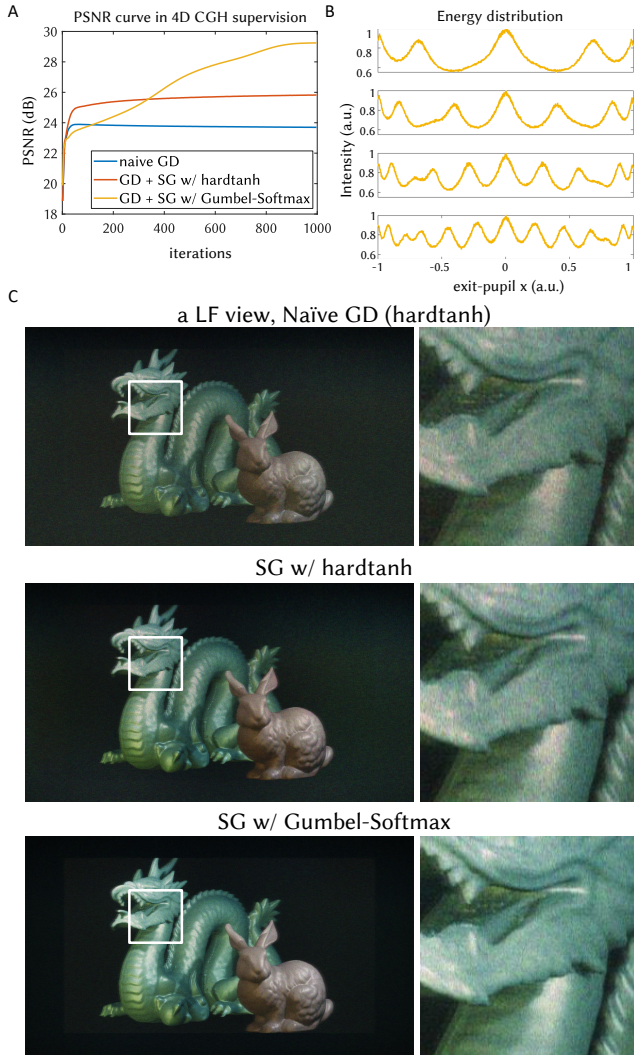 A
PSNR curve in 4D CGH supervision
30
28
26
24
22
20
18
PSNR (dB)
naive GD
GD + SG w/ hardtanh
GD + SG w/ Gumbel-Softmax
0
200
400
600
800
1000
iterations
B
Energy distribution
1
0.8
0.6
1
0.8
0.6
1
0.8
0.6
1
0.8
0.6
Intensity (a.u.)
-1
-0.5
0
0.5
1
exit-pupil x (a.u.)
C
a LF view, Naïve GD (hardtanh)
SG w/ hardtanh
SG w/ Gumbel-Softmax